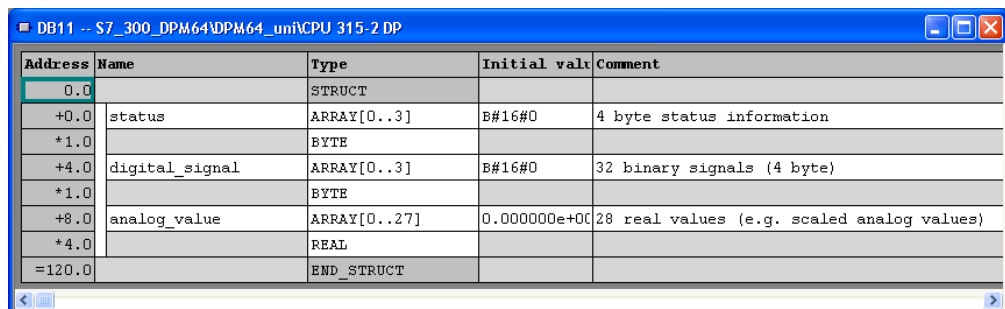 DB11 -- S7_300_DPM64\DPM64_uni\CPU 315-2 DP
Address Name Type Initial valu Comment
0.0 STRUCT
+0.0 status ARRAY[0..3] B#16#0 4 byte status information
*1.0 BYTE
+4.0 digital_signal ARRAY[0..3] B#16#0 32 binary signals (4 byte)
*1.0 BYTE
+8.0 analog_value ARRAY[0..27] 0.000000e+00 28 real values (e.g. scaled analog values)
*4.0 REAL
=120.0 END_STRUCT